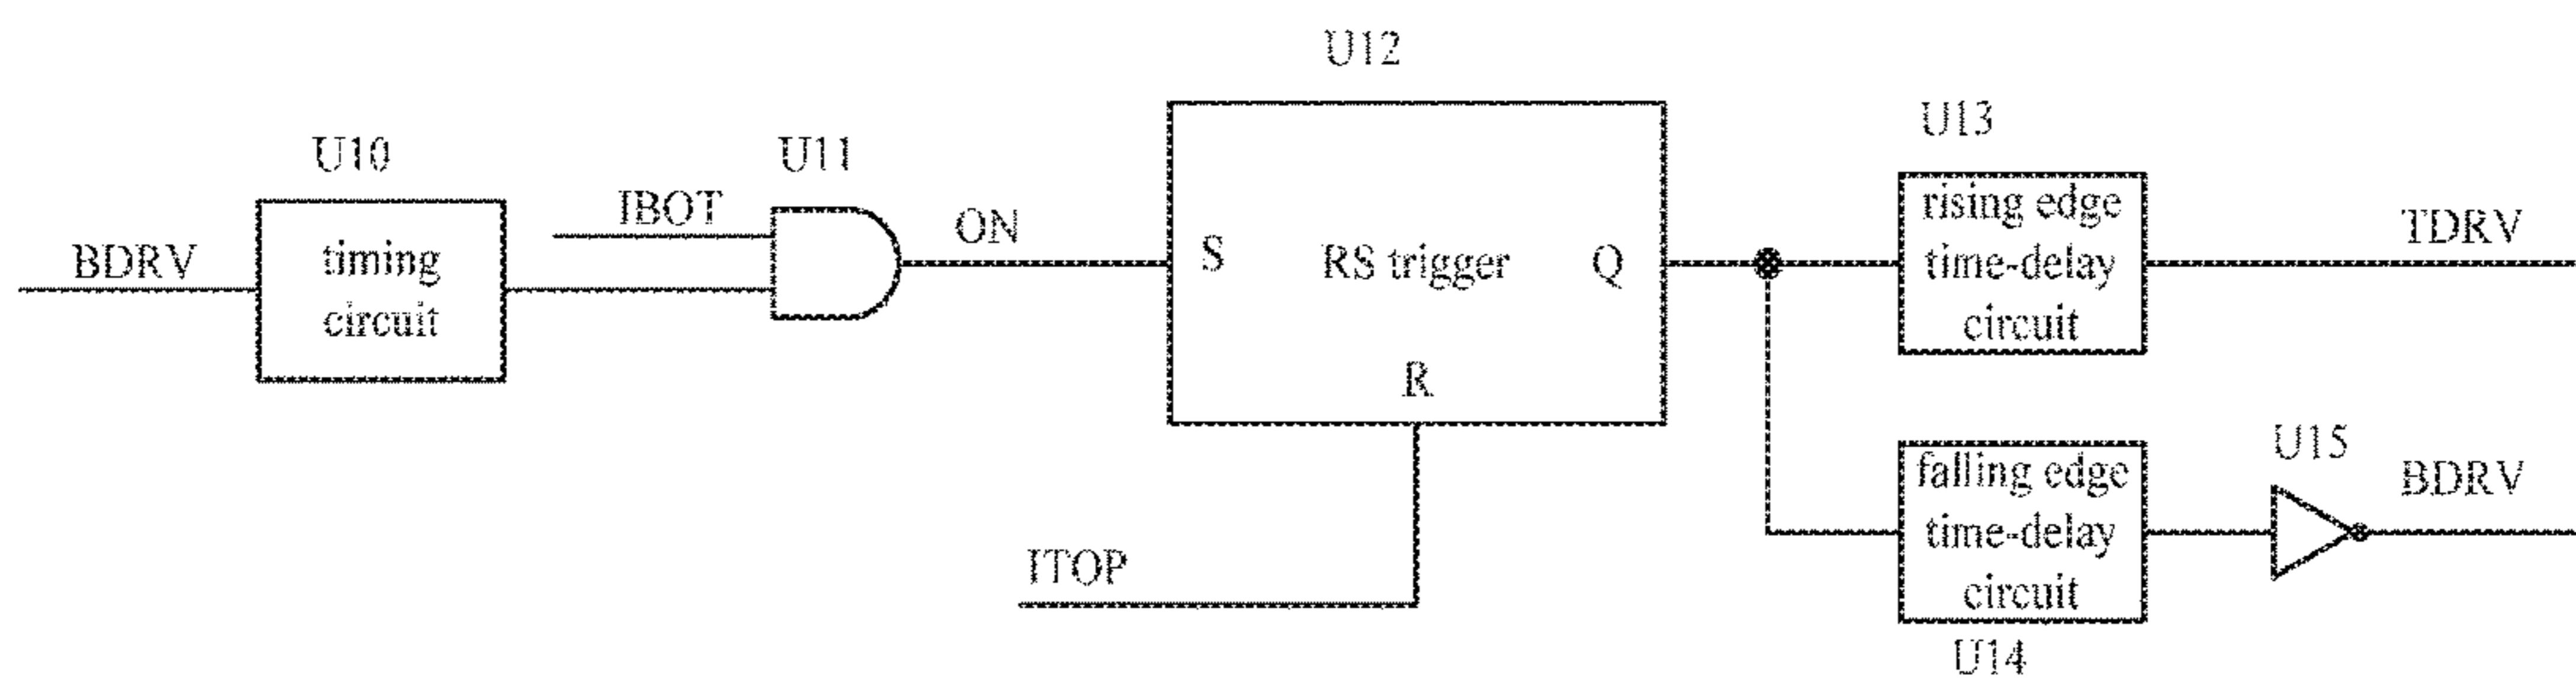 U12
U13
U10
U11
BDRV
timing
circuit
IBOT
ON
S
RS trigger
Q
R
rising edge
time-delay
circuit
TDRV
ITOP
falling edge
time-delay
circuit
U14
U15
BDRV